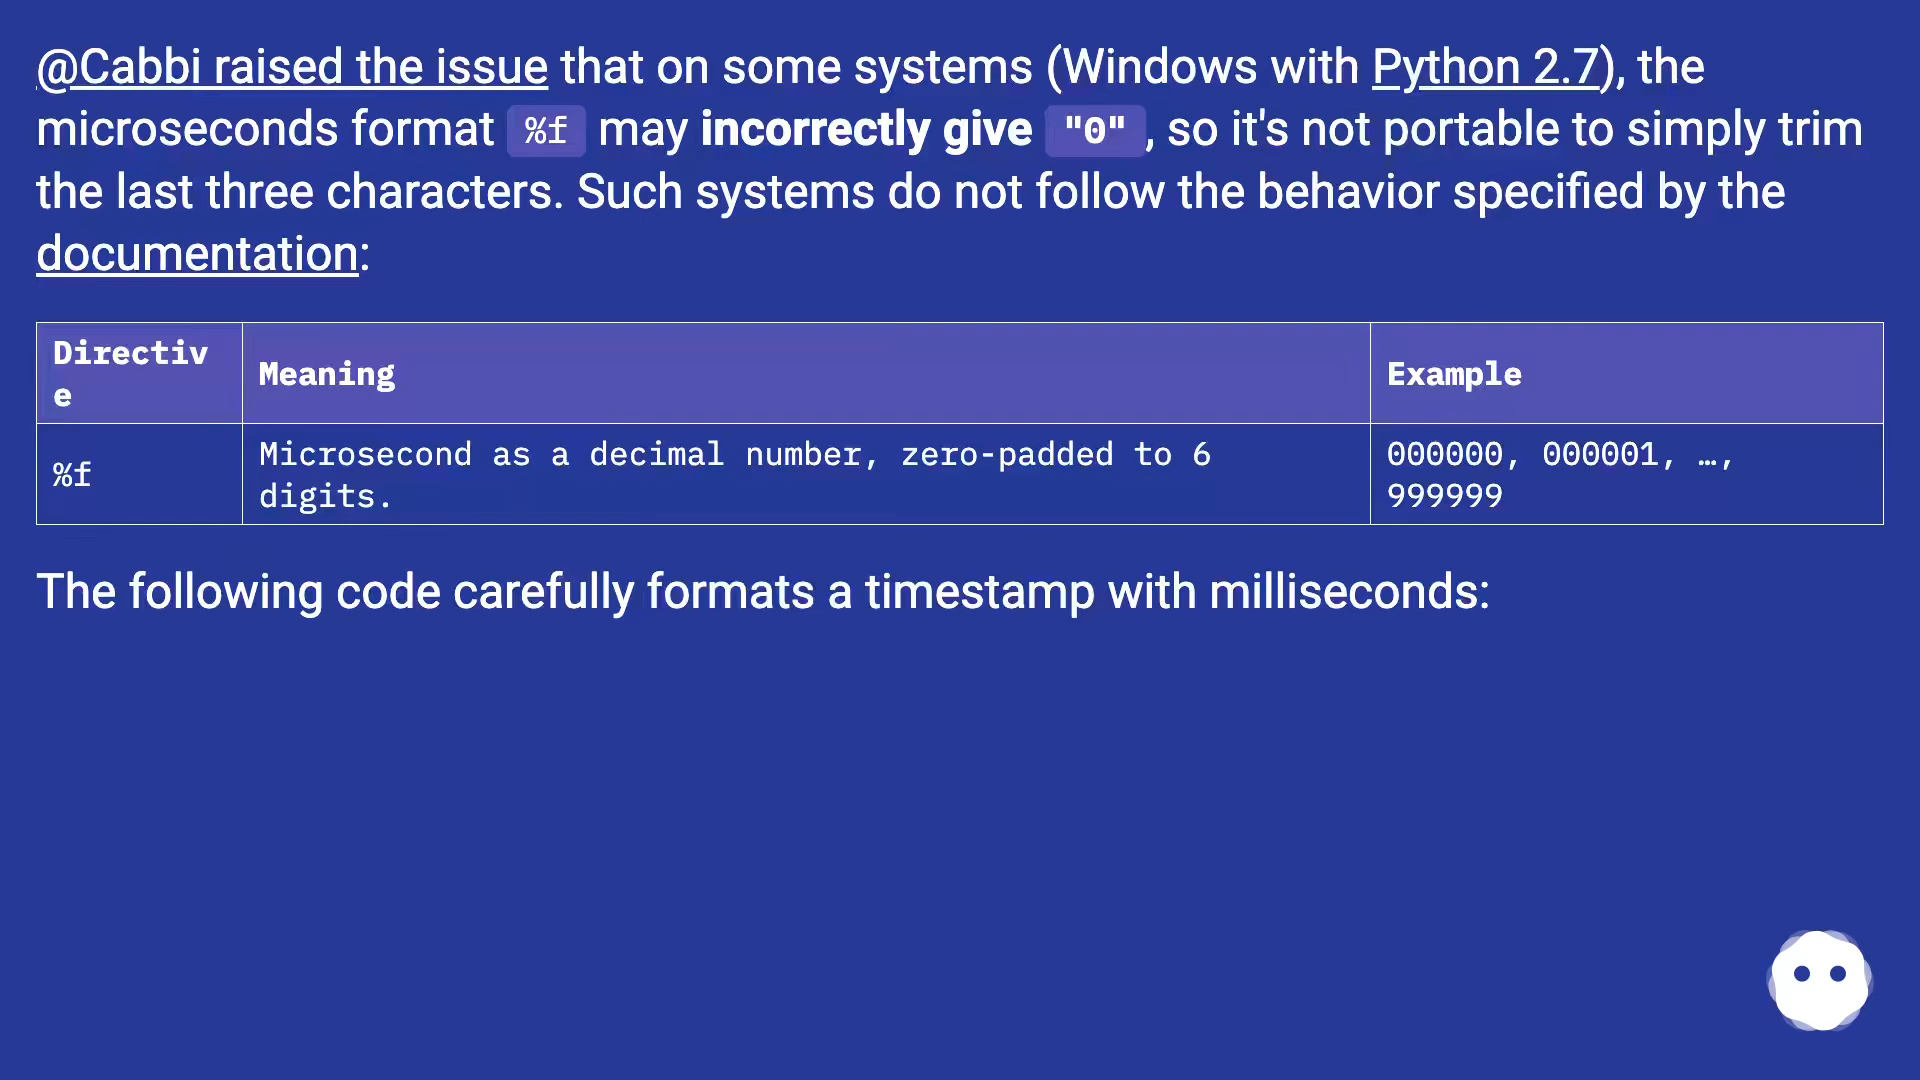 @Cabbi raised the issue that on some systems (Windows with Python 2.7), the
microseconds format %f may incorrectly give "0", so it's not portable to simply trim
the last three characters. Such systems do not follow the behavior specified by the
documentation:
Directiv
e
Meaning
Example
%f
Microsecond as a decimal number, zero-padded to 6
digits.
000000, 000001, …,
999999
The following code carefully formats a timestamp with milliseconds: